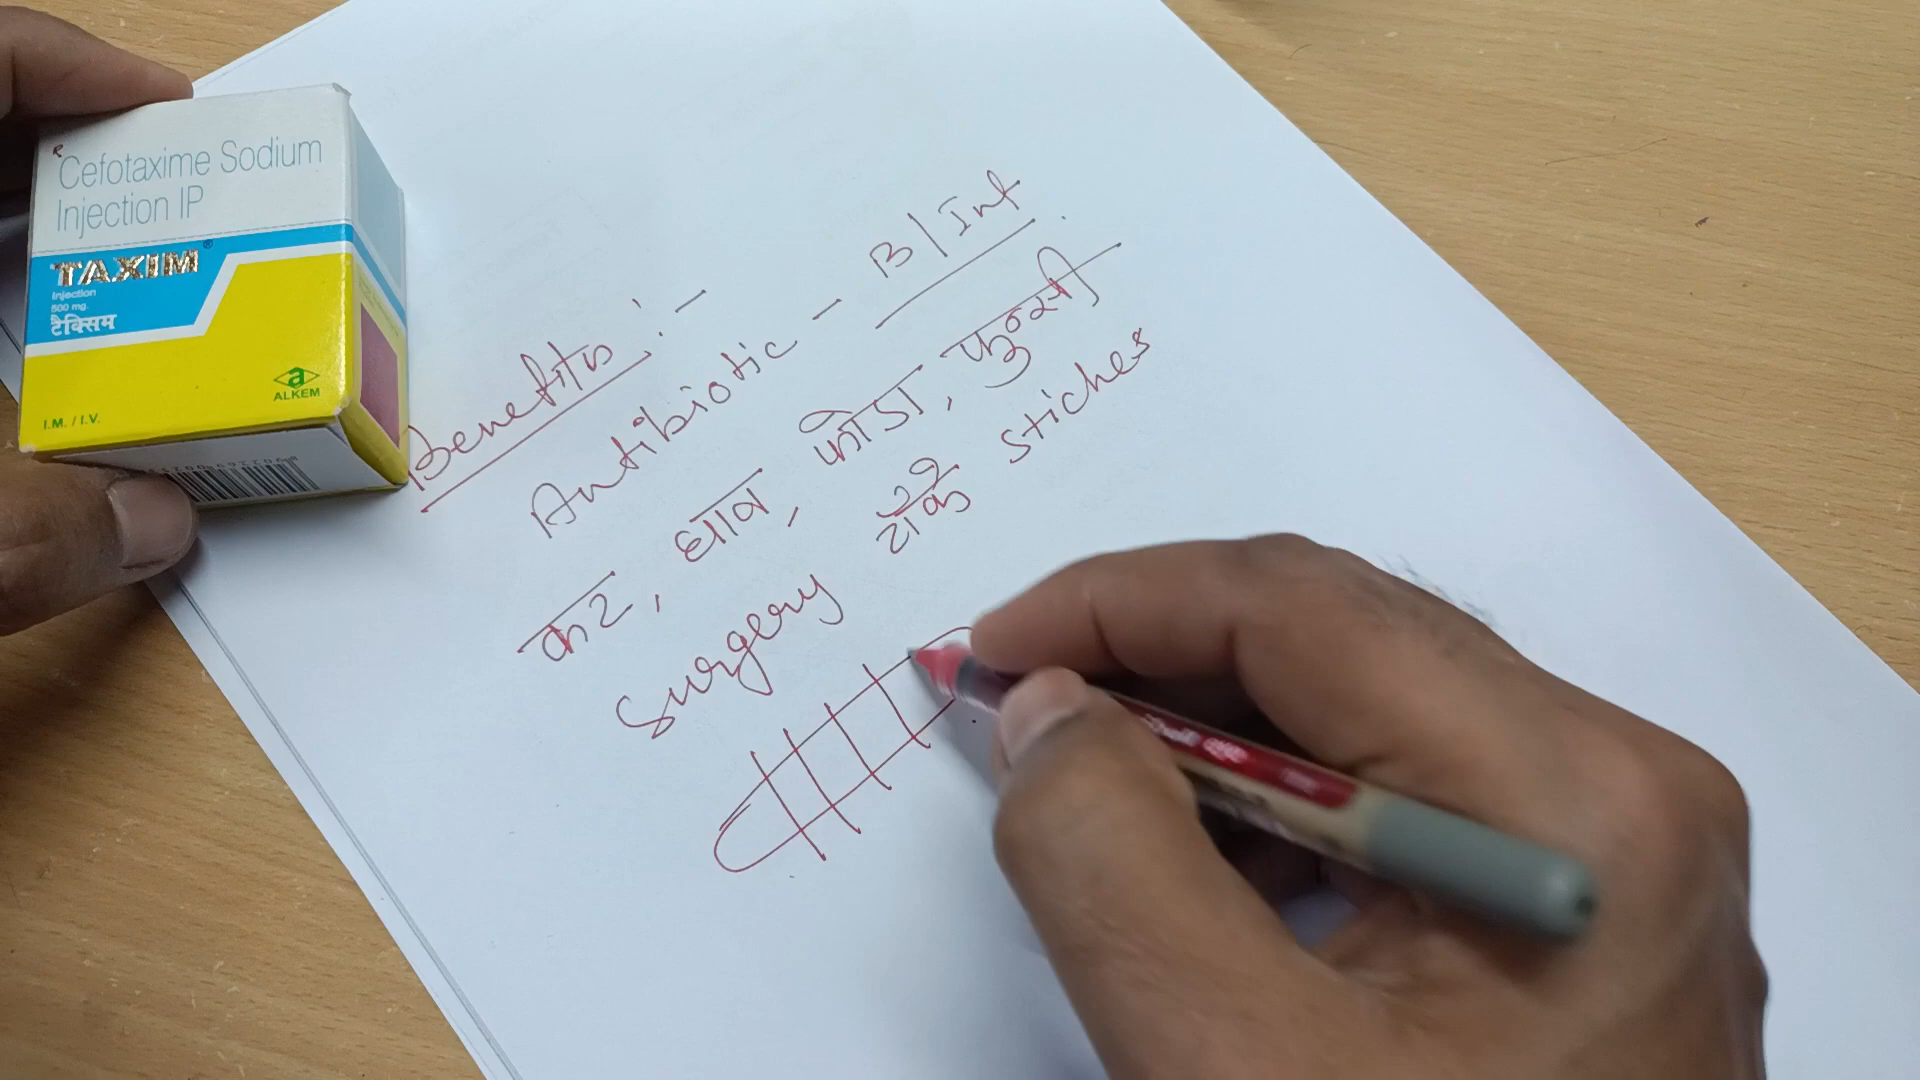 Cefotaxime Sodium
Injection IP
TAXIM®
Injection
500 mg.
टैक्सिम
ALKEM
I.M. / I.V.
Benefits :-
Antibiotic - B/Inf
कट, घाव, फोडा, फुन्सी
Surgery टाँके stiches